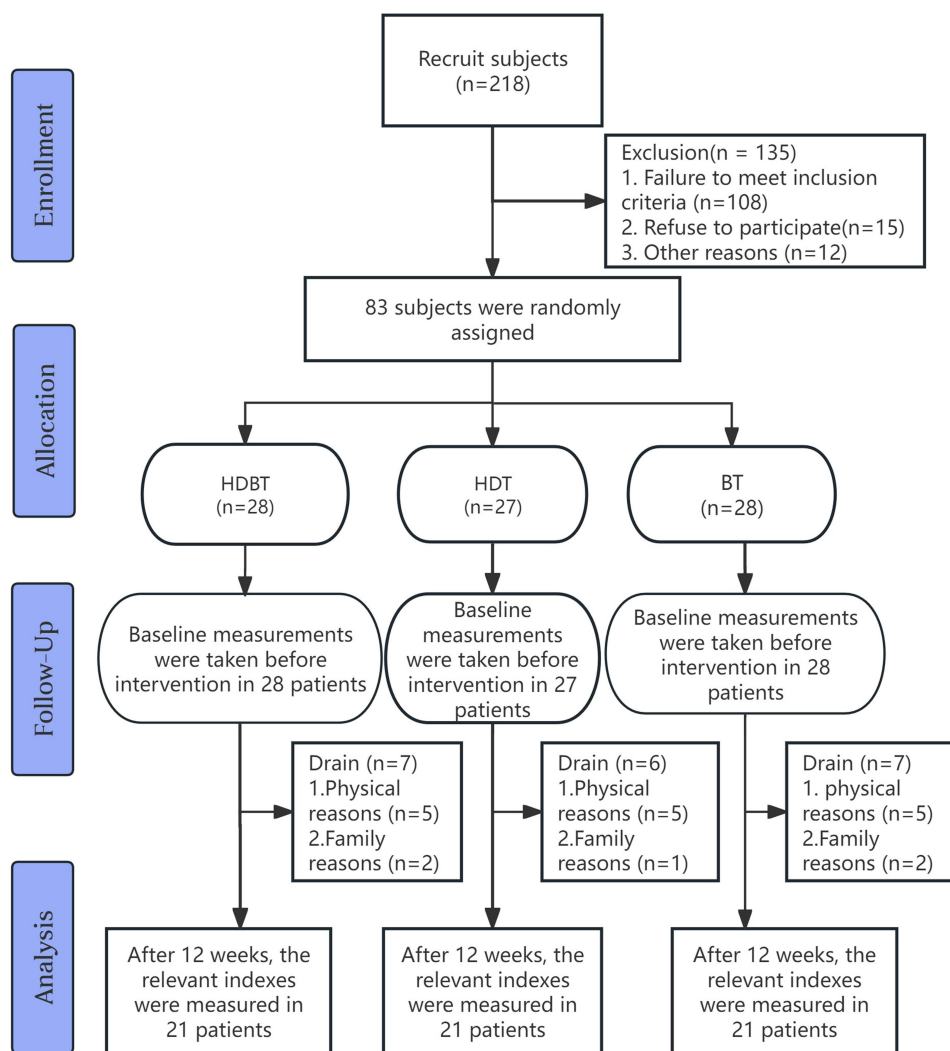 Enrollment
Recruit subjects
(n=218)
Exclusion(n = 135)
1. Failure to meet inclusion
criteria (n=108)
2. Refuse to participate(n=15)
3. Other reasons (n=12)
83 subjects were randomly
assigned
Allocation
HDBT
(n=28)
HDT
(n=27)
BT
(n=28)
Follow-Up
Baseline measurements
were taken before
intervention in 28 patients
Baseline
measurements
were taken before
intervention in 27
patients
Baseline measurements
were taken before
intervention in 28
patients
Drain (n=7)
1.Physical
reasons (n=5)
2.Family
reasons (n=2)
Drain (n=6)
1.Physical
reasons (n=5)
2.Family
reasons (n=1)
Drain (n=7)
1. physical
reasons (n=5)
2.Family
reasons (n=2)
Analysis
After 12 weeks, the
relevant indexes
were measured in
21 patients
After 12 weeks, the
relevant indexes
were measured in
21 patients
After 12 weeks, the
relevant indexes
were measured in
21 patients